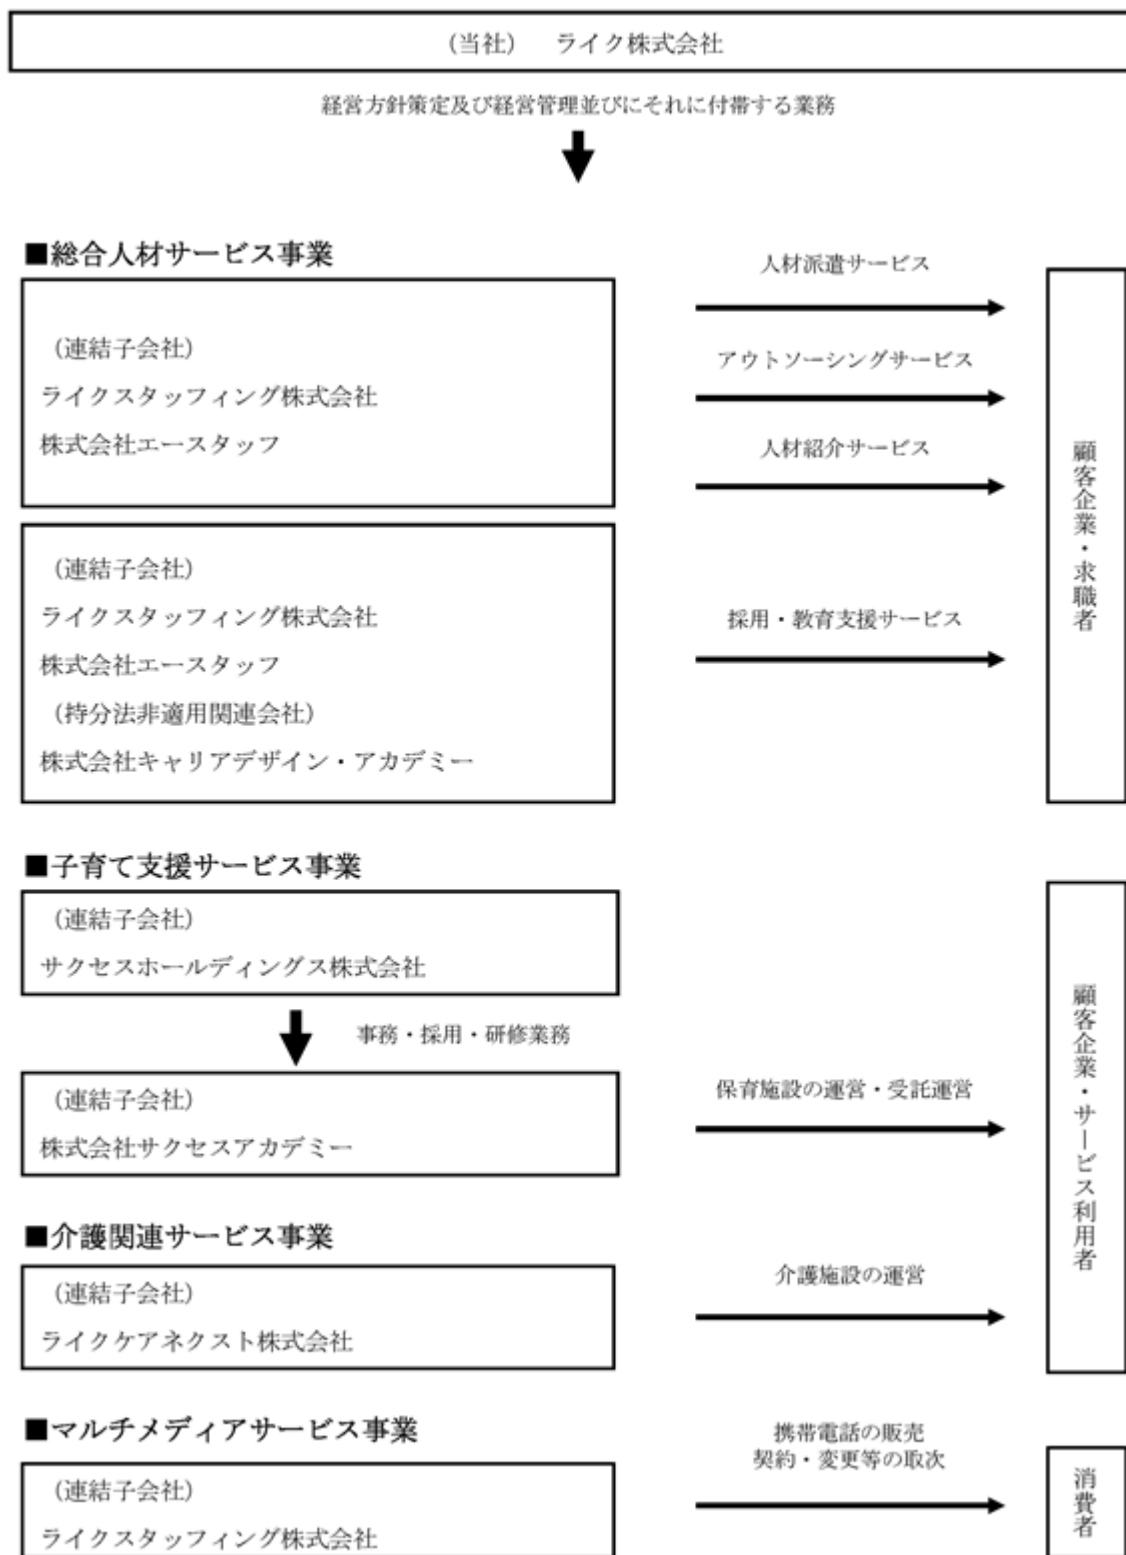 (当社) ライク株式会社
経営方針策定及び経営管理並びにそれに付帯する業務
■総合人材サービス事業
(連結子会社)
ライクスタッフィング株式会社
株式会社エースタッフ
人材派遣サービス
アウトソーシングサービス
人材紹介サービス
(連結子会社)
ライクスタッフィング株式会社
株式会社エースタッフ
(持分法非適用関連会社)
株式会社キャリアデザイン・アカデミー
採用・教育支援サービス
顧客企業・求職者
■子育て支援サービス事業
(連結子会社)
サクセスホールディングス株式会社
事務・採用・研修業務
(連結子会社)
株式会社サクセスアカデミー
保育施設の運営・受託運営
■介護関連サービス事業
(連結子会社)
ライクケアネクスト株式会社
介護施設の運営
顧客企業・サービス利用者
■マルチメディアサービス事業
(連結子会社)
ライクスタッフィング株式会社
携帯電話の販売
契約・変更等の取次
消費者